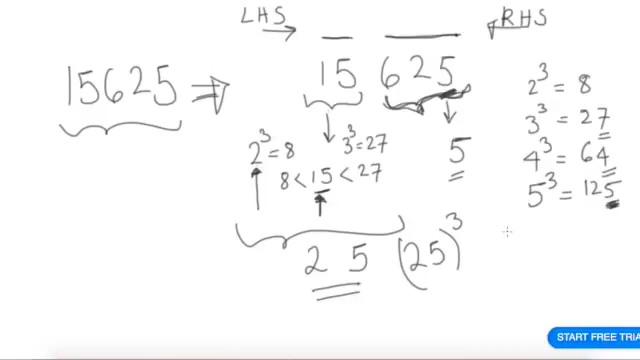 LHS RHS
15625 ⇒ 15 625
2³ = 8
3³ = 27
4³ = 64
5³ = 125
2³ = 8 3³ = 27 5
8 < 15 < 27
2 5 (25)³
START FREE TRIA